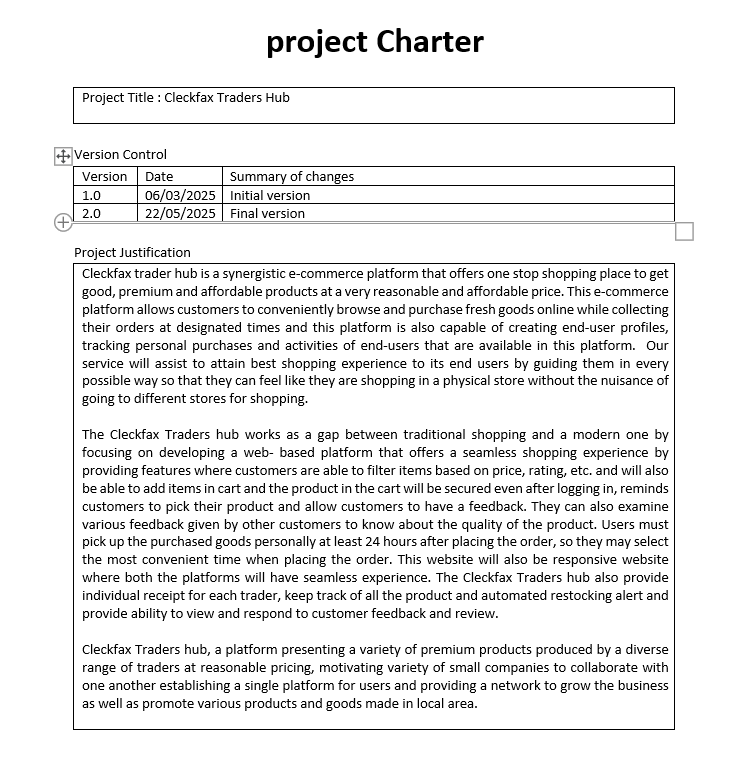 project Charter
Project Title : Cleckfax Traders Hub
Version Control
Version Date Summary of changes
1.0 06/03/2025 Initial version
2.0 22/05/2025 Final version
Project Justification
Cleckfax trader hub is a synergistic e-commerce platform that offers one stop shopping place to get
good, premium and affordable products at a very reasonable and affordable price. This e-commerce
platform allows customers to conveniently browse and purchase fresh goods online while collecting
their orders at designated times and this platform is also capable of creating end-user profiles,
tracking personal purchases and activities of end-users that are available in this platform.  Our
service will assist to attain best shopping experience to its end users by guiding them in every
possible way so that they can feel like they are shopping in a physical store without the nuisance of
going to different stores for shopping.
The Cleckfax Traders hub works as a gap between traditional shopping and a modern one by
focusing on developing a web- based platform that offers a seamless shopping experience by
providing features where customers are able to filter items based on price, rating, etc. and will also
be able to add items in cart and the product in the cart will be secured even after logging in, reminds
customers to pick their product and allow customers to have a feedback. They can also examine
various feedback given by other customers to know about the quality of the product. Users must
pick up the purchased goods personally at least 24 hours after placing the order, so they may select
the most convenient time when placing the order. This website will also be responsive website
where both the platforms will have seamless experience. The Cleckfax Traders hub also provide
individual receipt for each trader, keep track of all the product and automated restocking alert and
provide ability to view and respond to customer feedback and review.
Cleckfax Traders hub, a platform presenting a variety of premium products produced by a diverse
range of traders at reasonable pricing, motivating variety of small companies to collaborate with
one another establishing a single platform for users and providing a network to grow the business
as well as promote various products and goods made in local area.